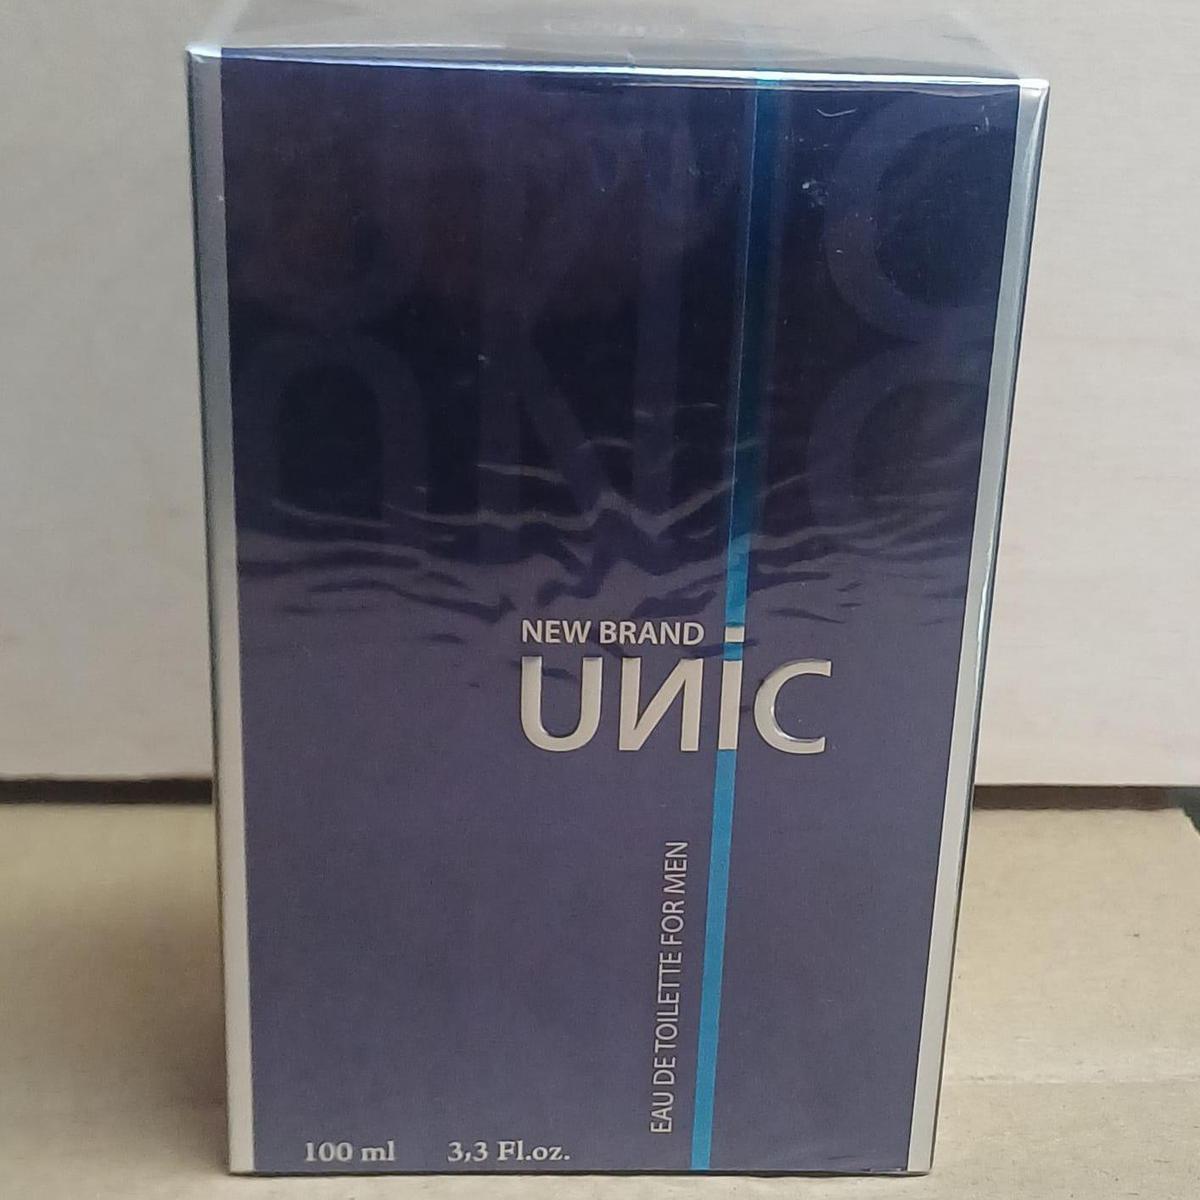 NEW BRAND
UNiC
EAU DE TOILETTE FOR MEN
100 ml 3,3 Fl.oz.